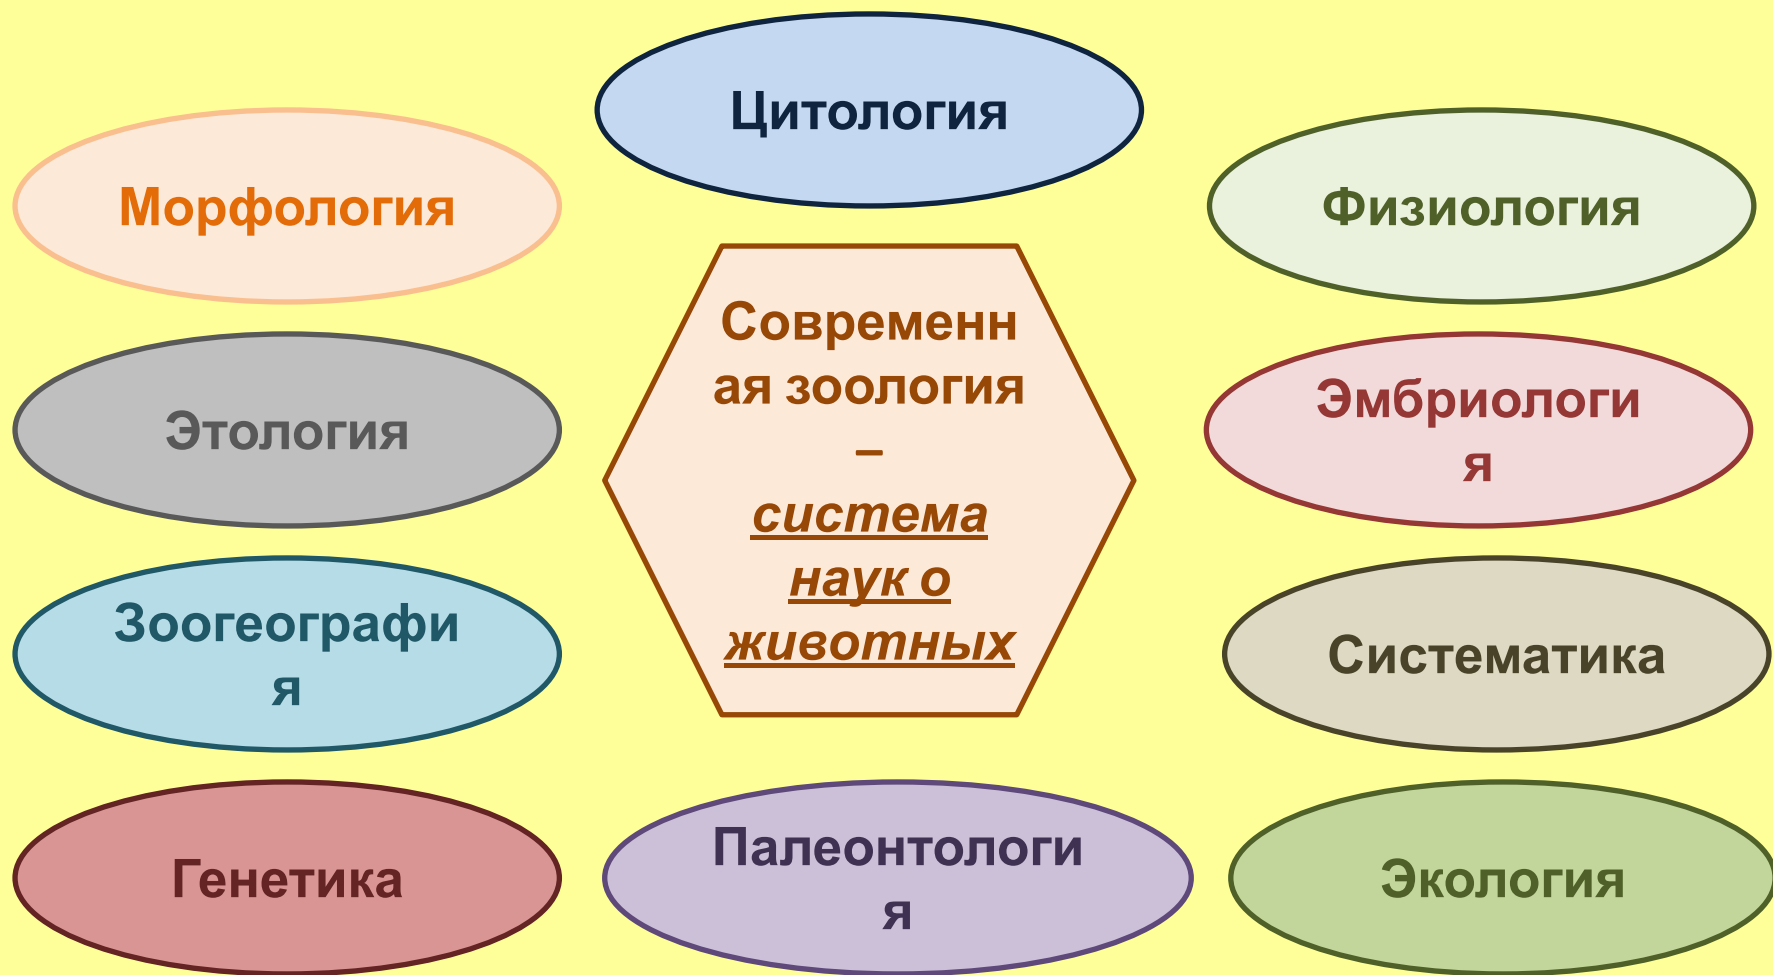 Цитология
Морфология
Физиология
Современн
ая зоология
–
система
наук о
животных
Этология
Эмбриологи
я
Зоогеографи
я
Систематика
Генетика
Палеонтологи
я
Экология